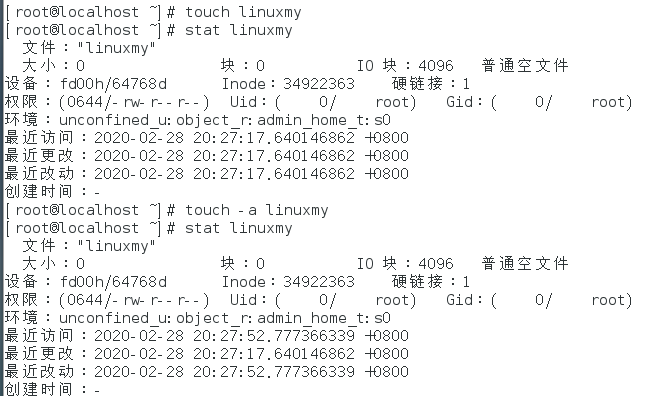 [root@localhost ~]# touch linuxmy
[root@localhost ~]# stat linuxmy
文件："linuxmy"
大小：0 块：0 IO 块：4096 普通空文件
设备：fd00h/64768d Inode：34922363 硬链接：1
权限：(0644/-rw-r--r--) Uid：( 0/ root) Gid：( 0/ root)
环境：unconfined_u:object_r:admin_home_t:s0
最近访问：2020-02-28 20:27:17.640146862 +0800
最近更改：2020-02-28 20:27:17.640146862 +0800
最近改动：2020-02-28 20:27:17.640146862 +0800
创建时间：-
[root@localhost ~]# touch -a linuxmy
[root@localhost ~]# stat linuxmy
文件："linuxmy"
大小：0 块：0 IO 块：4096 普通空文件
设备：fd00h/64768d Inode：34922363 硬链接：1
权限：(0644/-rw-r--r--) Uid：( 0/ root) Gid：( 0/ root)
环境：unconfined_u:object_r:admin_home_t:s0
最近访问：2020-02-28 20:27:52.777366339 +0800
最近更改：2020-02-28 20:27:17.640146862 +0800
最近改动：2020-02-28 20:27:52.777366339 +0800
创建时间：-